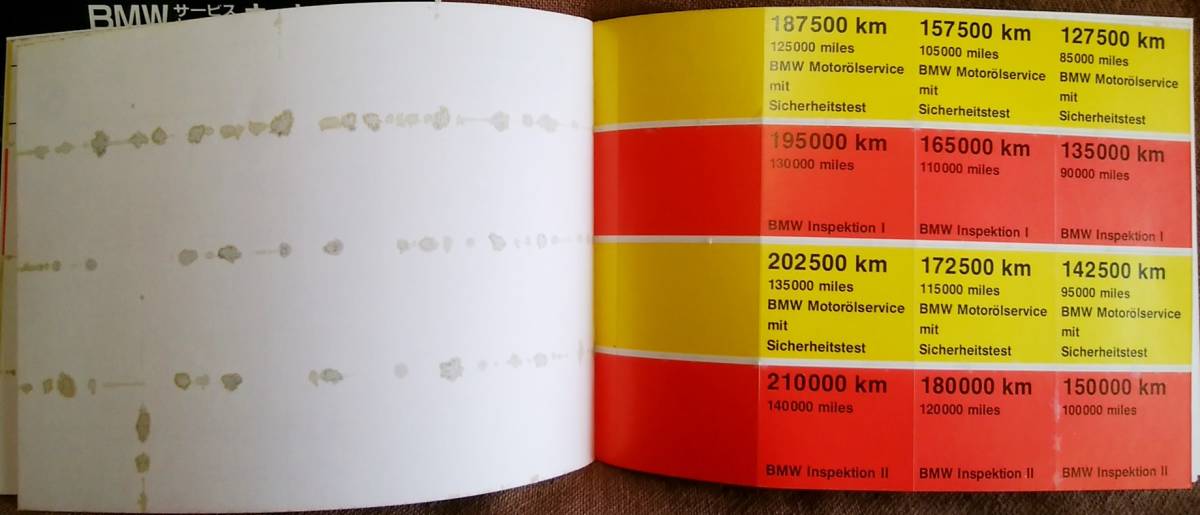 BMW サービス
187500 km
125000 miles
BMW Motorölservice
mit
Sicherheitstest
157500 km
105000 miles
BMW Motorölservice
mit
Sicherheitstest
127500 km
85000 miles
BMW Motorölservice
mit
Sicherheitstest
195000 km
130000 miles
BMW Inspektion I
165000 km
110000 miles
BMW Inspektion I
135000 km
90000 miles
BMW Inspektion I
202500 km
135000 miles
BMW Motorölservice
mit
Sicherheitstest
172500 km
115000 miles
BMW Motorölservice
mit
Sicherheitstest
142500 km
95000 miles
BMW Motorölservice
mit
Sicherheitstest
210000 km
140000 miles
BMW Inspektion II
180000 km
120000 miles
BMW Inspektion II
150000 km
100000 miles
BMW Inspektion II